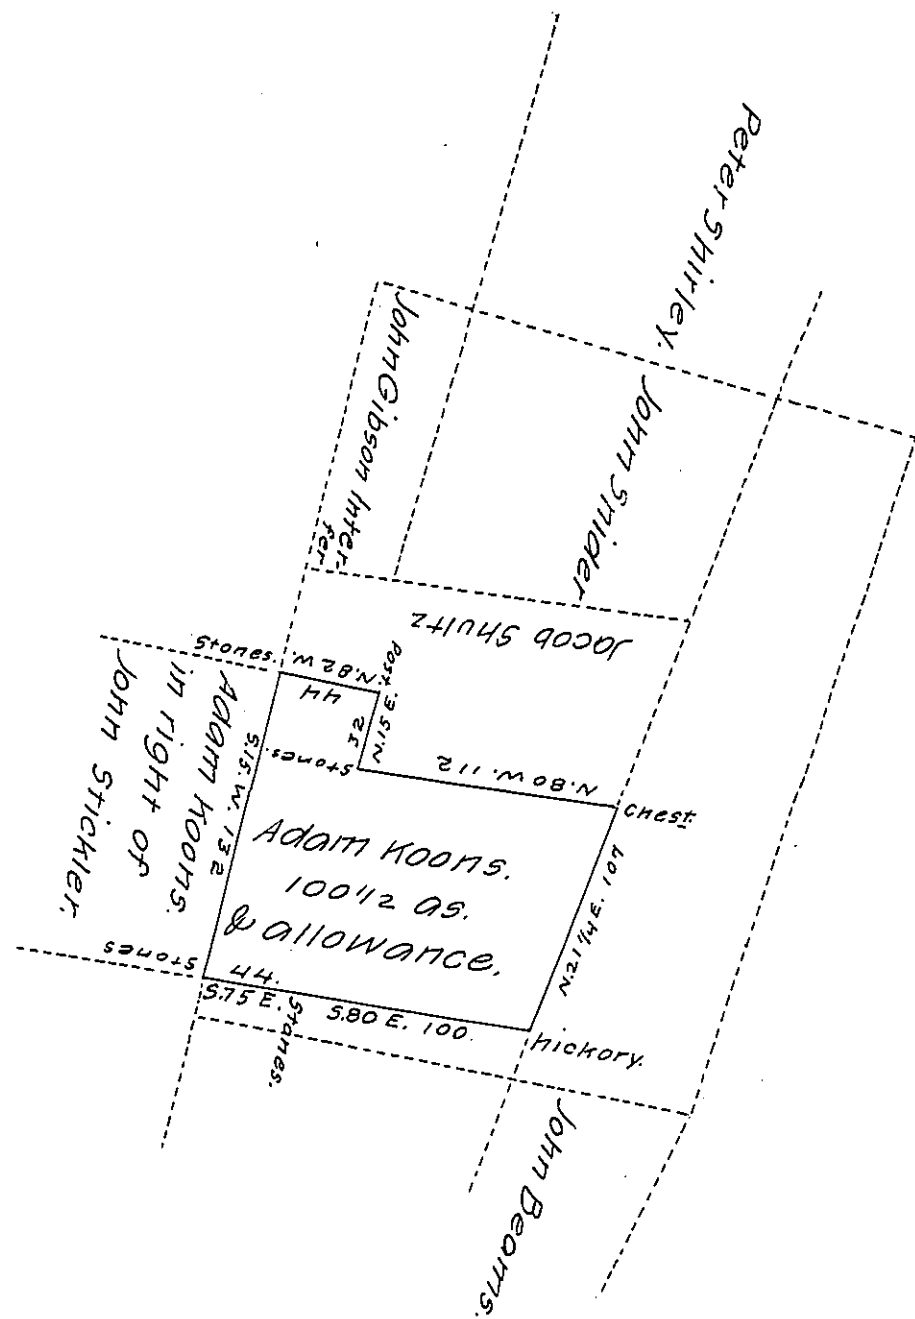 Peter Shirley.
John Snider
John Gibson Inter-
fer
Jacob Shultz
Stones. N.82 W.
44
Post.
N 15 E
32
Stones.
N.80 W. 112
Chest.
N.21 1/4 E. 107
S.15. W. 132
Adam Koons.
in right of
John Stickler.
Adam Koons.
100 1/2 as.
& allowance.
Stones
44.
S.75 E.
Stones.
S.80 E. 100.
hickory.
John Beams.